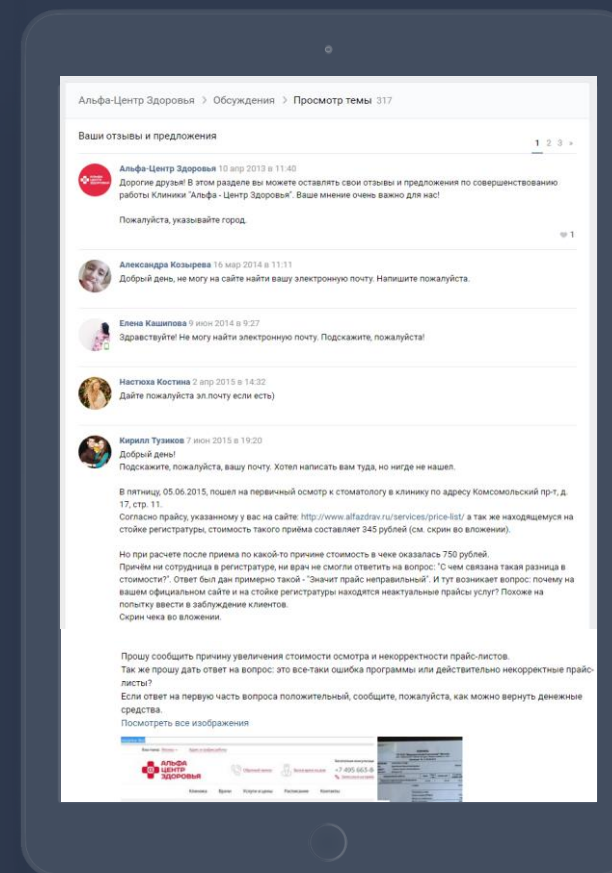 Альфа-Центр Здоровья > Обсуждения > Просмотр темы 317
Ваши отзывы и предложения
1 2 3 »
Альфа-Центр Здоровья 10 апр 2013 в 11:40
Дорогие друзья! В этом разделе вы можете оставлять свои отзывы и предложения по совершенствованию
работы Клиники "Альфа - Центр Здоровья". Ваше мнение очень важно для нас!
Пожалуйста, указывайте город.
1
Александра Козырева 16 мар 2014 в 11:11
Добрый день, не могу на сайте найти вашу электронную почту. Напишите пожалуйста.
Елена Кашипова 9 июн 2014 в 9:27
Здравствуйте! Не могу найти электронную почту. Подскажите, пожалуйста!
Настюха Костина 2 апр 2015 в 14:32
Дайте пожалуйста эл.почту если есть)
Кирилл Тузиков 7 июн 2015 в 19:20
Добрый день!
Подскажите, пожалуйста, вашу почту. Хотел написать вам туда, но нигде не нашел.
В пятницу, 05.06.2015, пошел на первичный осмотр к стоматологу в клинику по адресу Комсомольский пр-т, д.
17, стр. 11.
Согласно прайсу, указанному у вас на сайте: http://www.alfazdrav.ru/services/price-list/ а так же находящемуся на
стойке регистратуры, стоимость такого приёма составляет 345 рублей (см. скрин во вложении).
Но при расчете после приема по какой-то причине стоимость в чеке оказалась 750 рублей.
Причём ни сотрудница в регистратуре, ни врач не смогли ответить на вопрос: "С чем связана такая разница в
стоимости?". Ответ был дан примерно такой - "Значит прайс неправильный". И тут возникает вопрос: почему на
вашем официальном сайте и на стойке регистратуры находятся неактуальные прайсы услуг? Похоже на
попытку ввести в заблуждение клиентов.
Скрин чека во вложении.
Прошу сообщить причину увеличения стоимости осмотра и некорректности прайс-листов.
Так же прошу дать ответ на вопрос: это все-таки ошибка программы или действительно некорректные прайс-
листы?
Если ответ на первую часть вопроса положительный, сообщите, пожалуйста, как можно вернуть денежные
средства.
Посмотреть все изображения
АЛЬФА
ЦЕНТР
ЗДОРОВЬЯ
+7 495 663-8
Клиника Врачи Услуги и цены Расписание Контакты